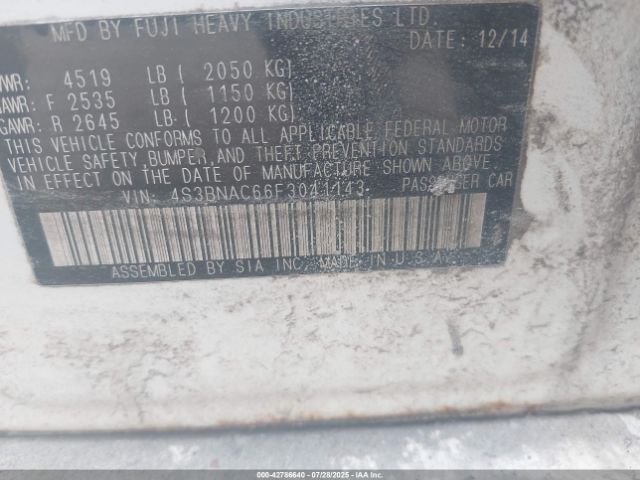 MFD BY FUJI HEAVY INDUSTRIES LTD.
DATE: 12/14
VWR: 4519 LB ( 2050 KG)
GAWR: F 2535 LB ( 1150 KG)
GAWR: R 2645 LB ( 1200 KG)
THIS VEHICLE CONFORMS TO ALL APPLICABLE FEDERAL MOTOR
VEHICLE SAFETY, BUMPER, AND THEFT PREVENTION STANDARDS
IN EFFECT ON THE DATE OF MANUFACTURE SHOWN ABOVE.
VIN: 4S3BNAC66F3041143 PASSENGER CAR
ASSEMBLED BY SIA INC, MADE IN U.S.A.
000-42786640 07/28/2025 IAAI.COM